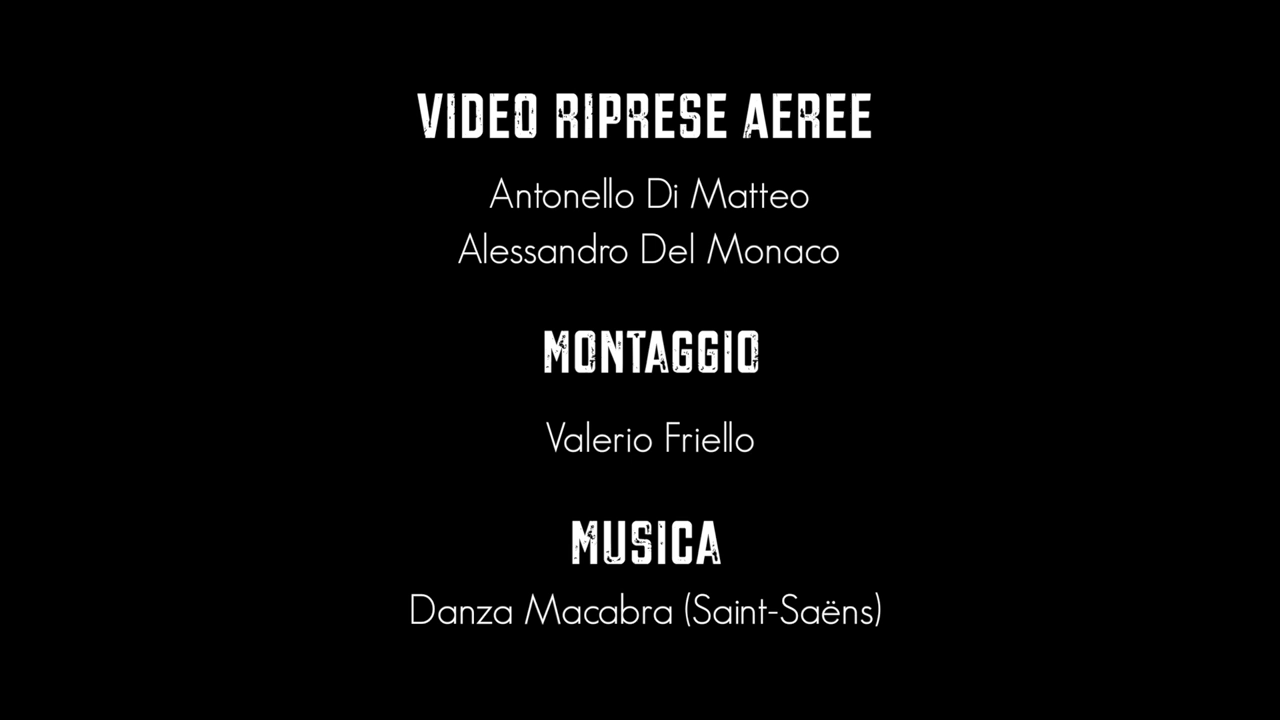 VIDEO RIPRESE AEREE
Antonello Di Matteo
Alessandro Del Monaco
MONTAGGIO
Valerio Friello
MUSICA
Danza Macabra (Saint-Saëns)